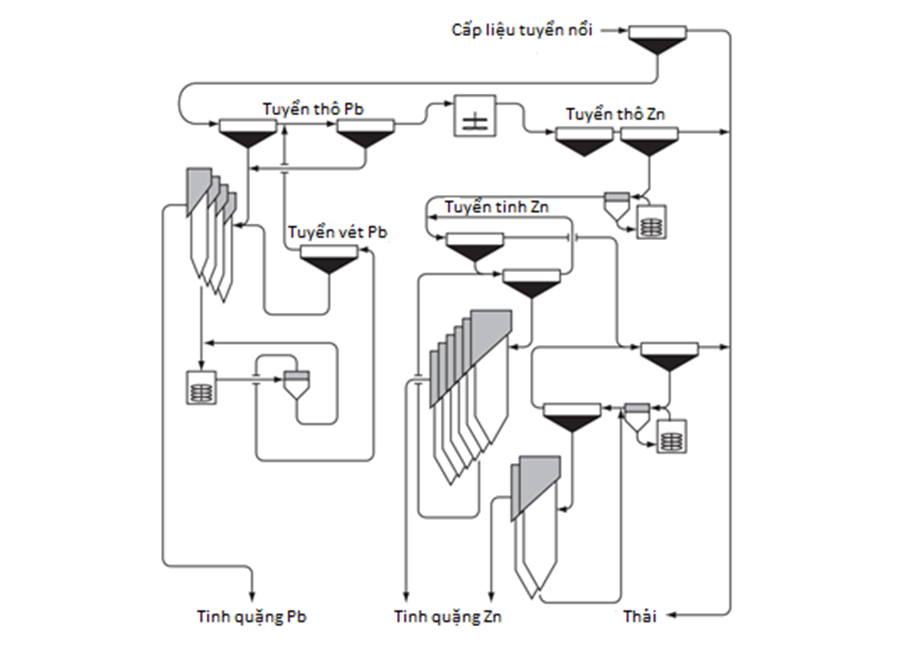 Cấp liệu tuyển nổi
Tuyển thô Pb
Tuyển thô Zn
Tuyển tinh Zn
Tuyển vét Pb
Tinh quặng Pb
Tinh quặng Zn
Thải